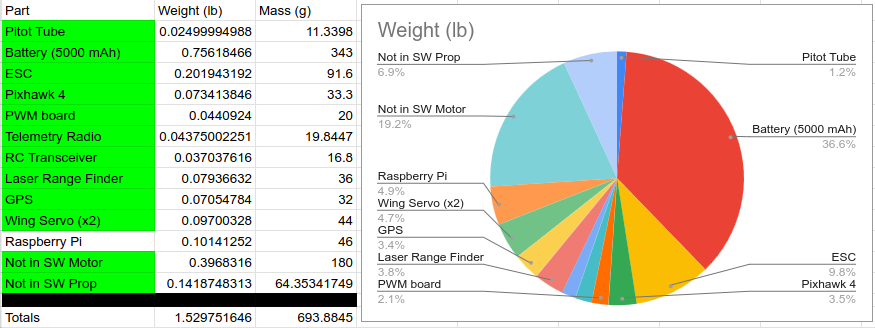 Part Weight (lb) Mass (g)
Pitot Tube 0.02499994988 11.3398
Battery (5000 mAh) 0.75618466 343
ESC 0.201943192 91.6
Pixhawk 4 0.073413846 33.3
PWM board 0.0440924 20
Telemetry Radio 0.04375002251 19.8447
RC Transceiver 0.037037616 16.8
Laser Range Finder 0.07936632 36
GPS 0.07054784 32
Wing Servo (x2) 0.09700328 44
Raspberry Pi 0.10141252 46
Not in SW Motor 0.3968316 180
Not in SW Prop 0.1418748313 64.35341749
Totals 1.529751646 693.8845
Weight (lb)
Not in SW Prop
6.9%
Not in SW Motor
19.2%
Raspberry Pi
4.9%
Wing Servo (x2)
4.7%
GPS
3.4%
Laser Range Finder
3.8%
PWM board
2.1%
Pitot Tube
1.2%
Battery (5000 mAh)
36.6%
ESC
9.8%
Pixhawk 4
3.5%